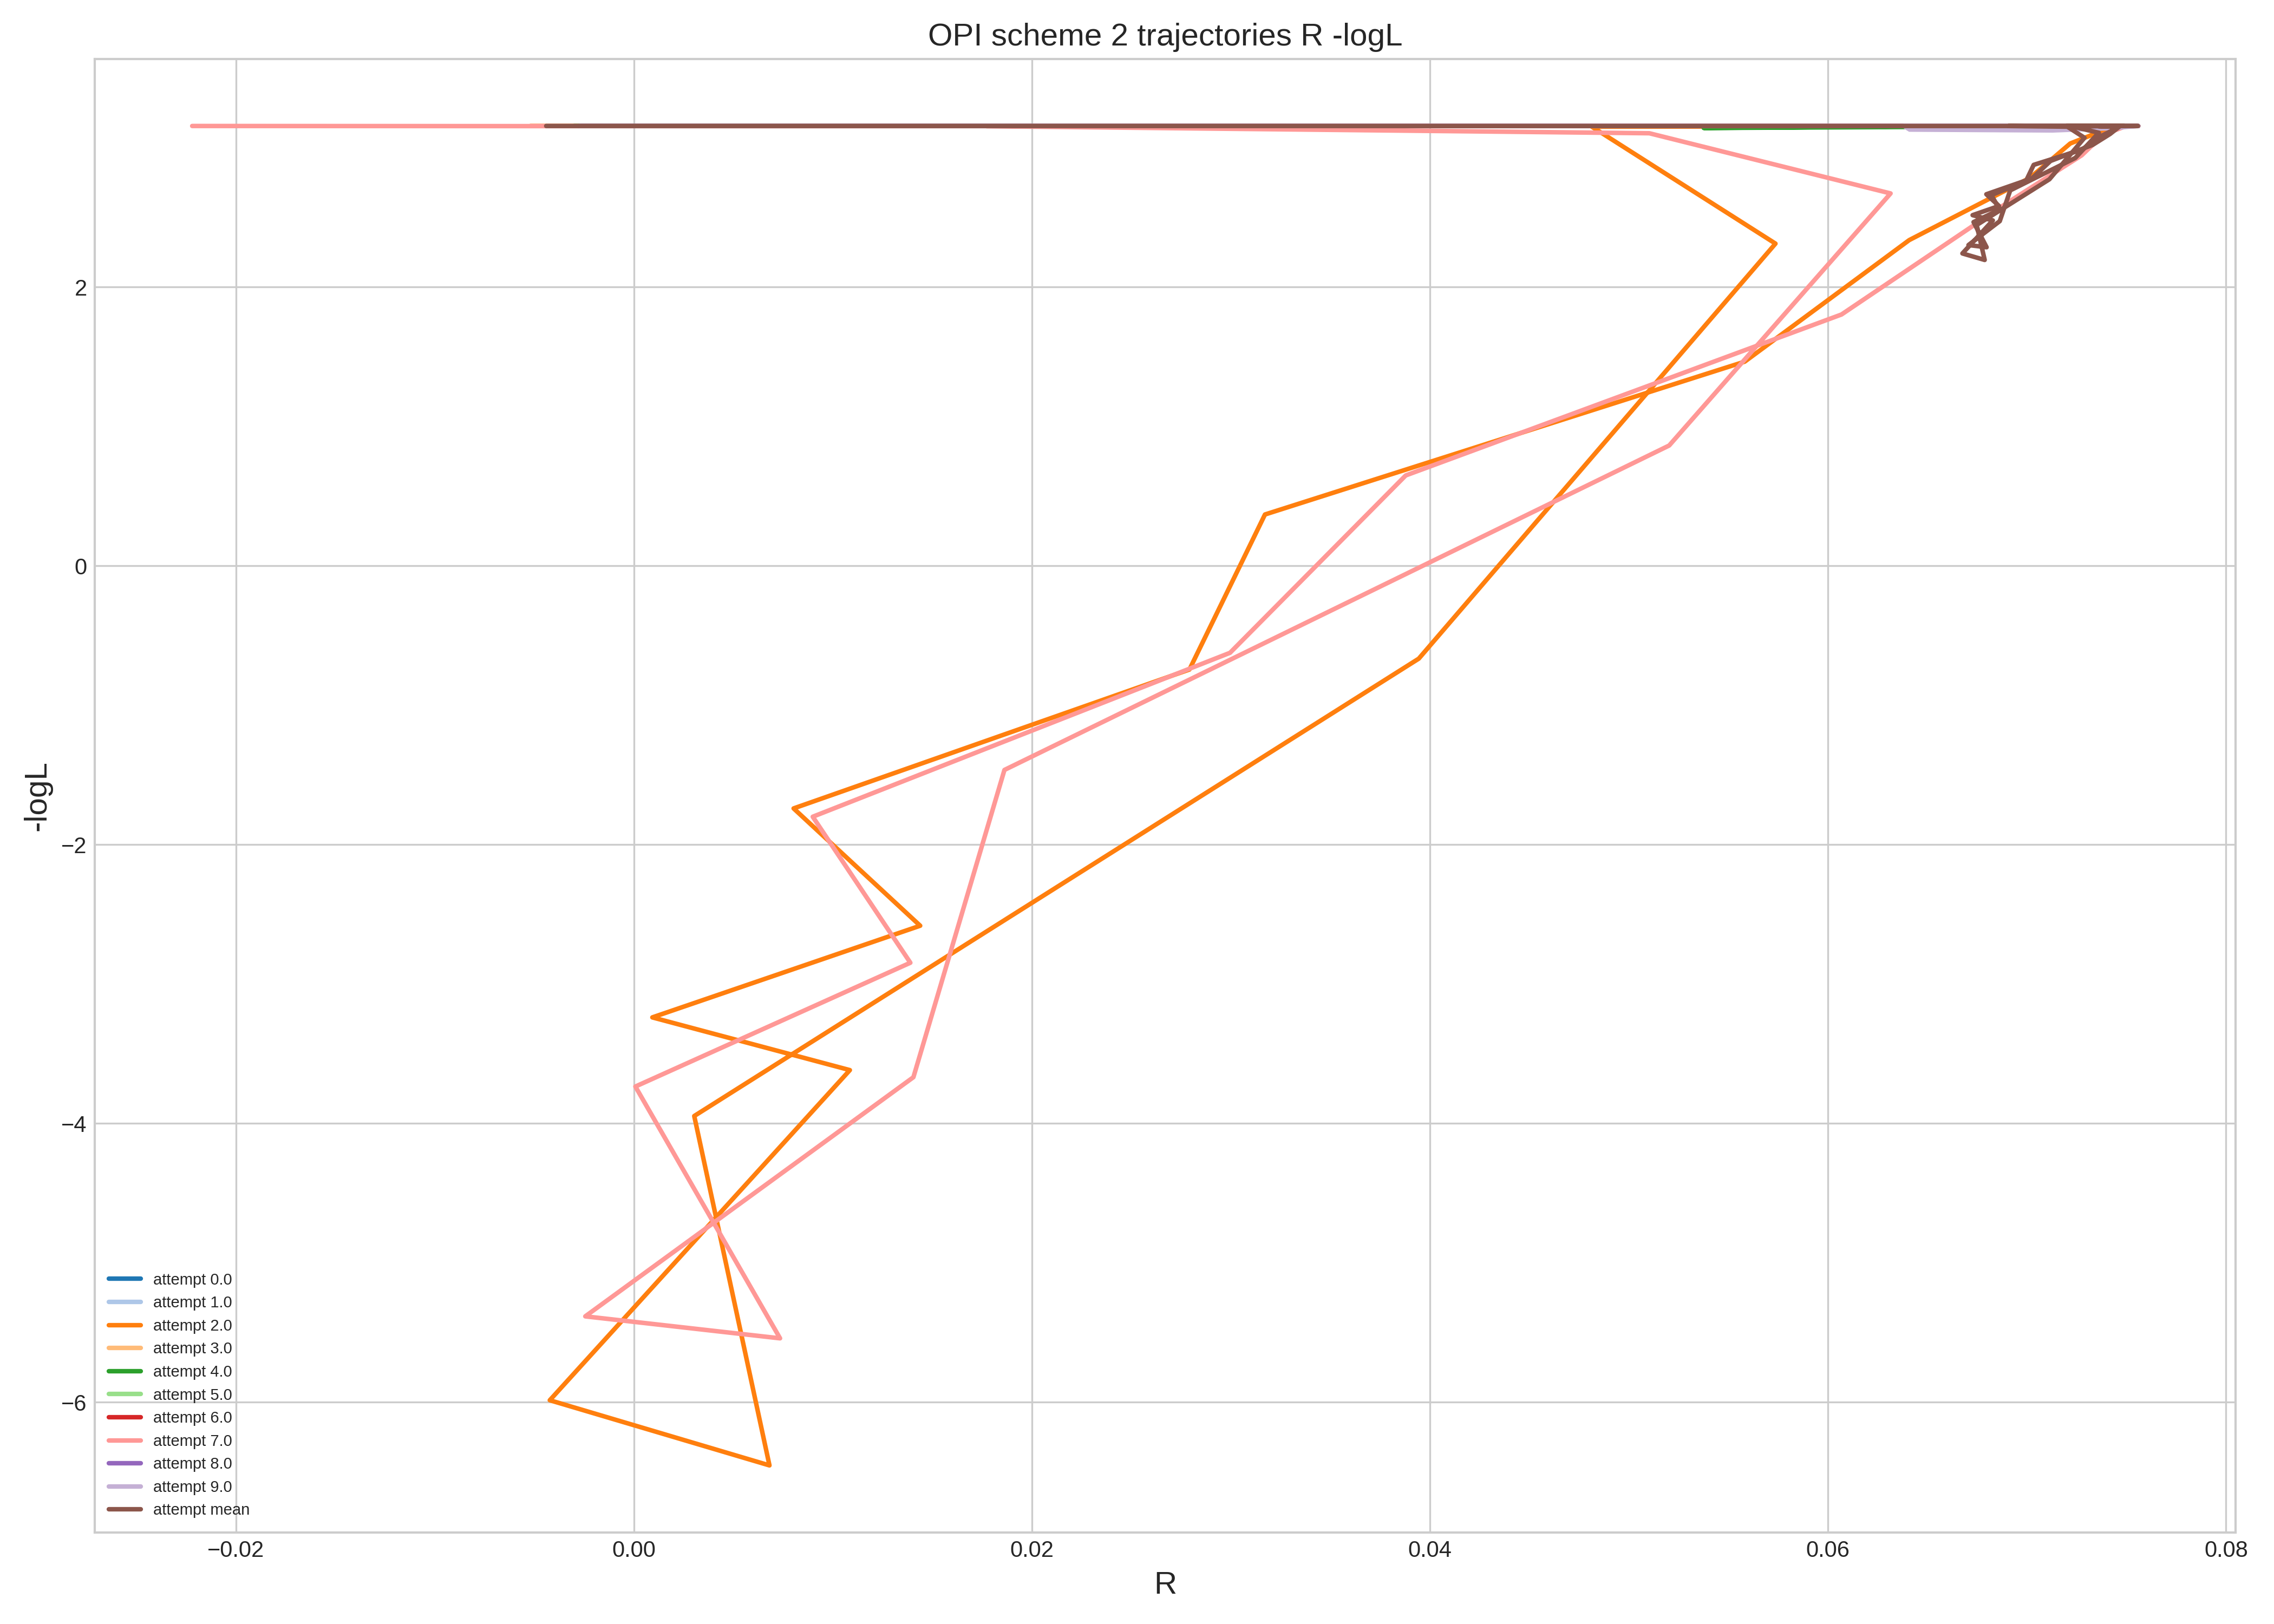 OPI scheme 2 trajectories R -logL
-logL
2
0
−2
−4
−6
attempt 0.0
attempt 1.0
attempt 2.0
attempt 3.0
attempt 4.0
attempt 5.0
attempt 6.0
attempt 7.0
attempt 8.0
attempt 9.0
attempt mean
−0.02 0.00 0.02 0.04 0.06 0.08
R